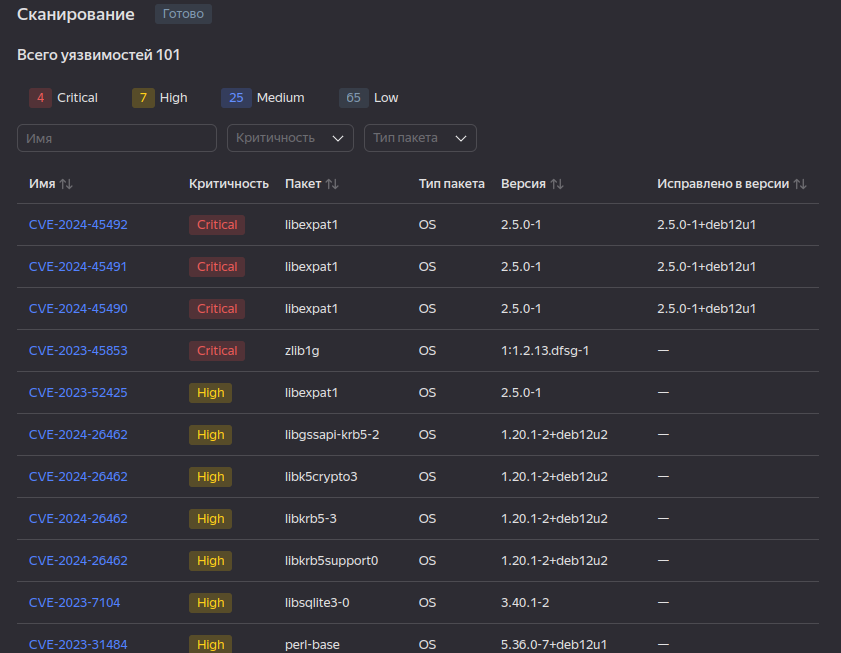 Сканирование Готово
Всего уязвимостей 101
4 Critical 7 High 25 Medium 65 Low
Имя Критичность Тип пакета
Имя Критичность Пакет Тип пакета Версия Исправлено в версии
CVE-2024-45492 Critical libexpat1 OS 2.5.0-1 2.5.0-1+deb12u1
CVE-2024-45491 Critical libexpat1 OS 2.5.0-1 2.5.0-1+deb12u1
CVE-2024-45490 Critical libexpat1 OS 2.5.0-1 2.5.0-1+deb12u1
CVE-2023-45853 Critical zlib1g OS 1:1.2.13.dfsg-1 —
CVE-2023-52425 High libexpat1 OS 2.5.0-1 —
CVE-2024-26462 High libgssapi-krb5-2 OS 1.20.1-2+deb12u2 —
CVE-2024-26462 High libk5crypto3 OS 1.20.1-2+deb12u2 —
CVE-2024-26462 High libkrb5-3 OS 1.20.1-2+deb12u2 —
CVE-2024-26462 High libkrb5support0 OS 1.20.1-2+deb12u2 —
CVE-2023-7104 High libsqlite3-0 OS 3.40.1-2 —
CVE-2023-31484 High perl-base OS 5.36.0-7+deb12u1 —